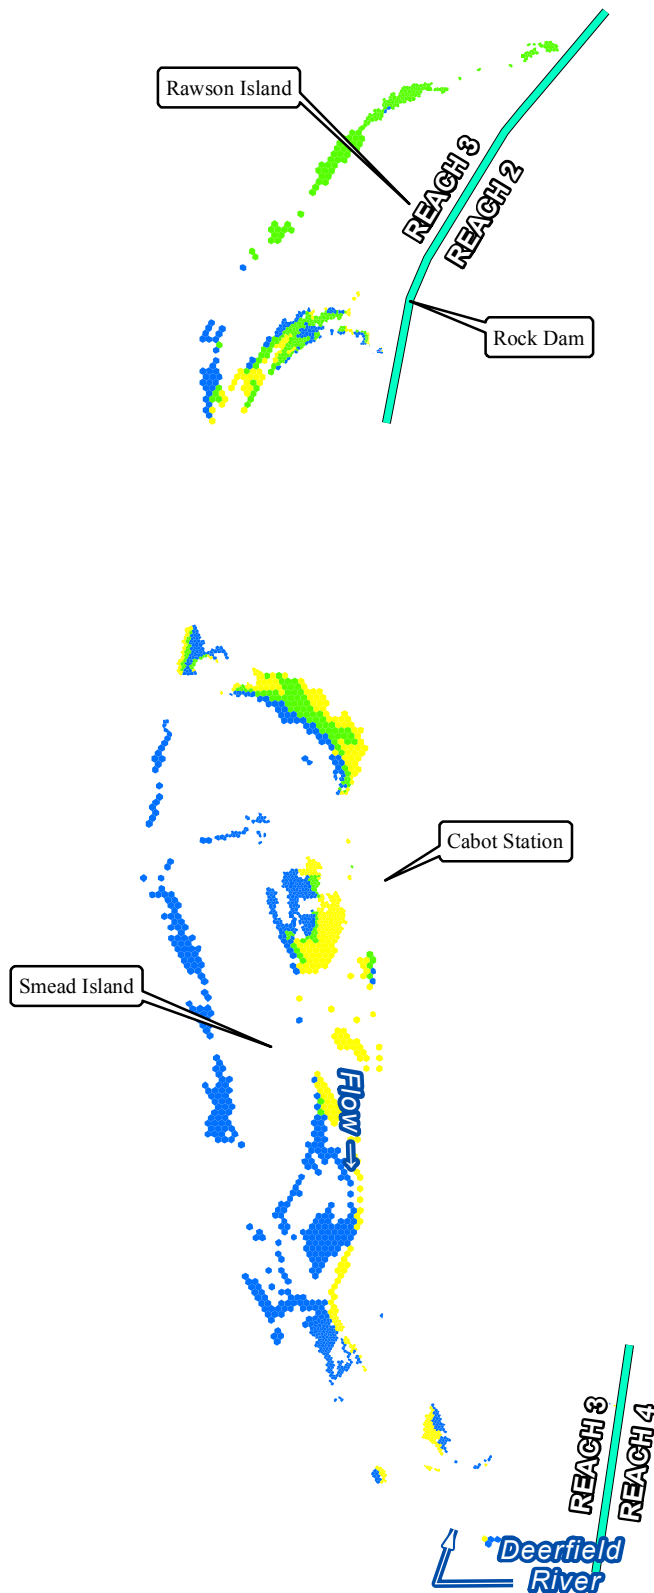 Rawson Island
REACH 3
REACH 2
Rock Dam
Cabot Station
Smead Island
Flow
REACH 3
REACH 4
Deerfield
River